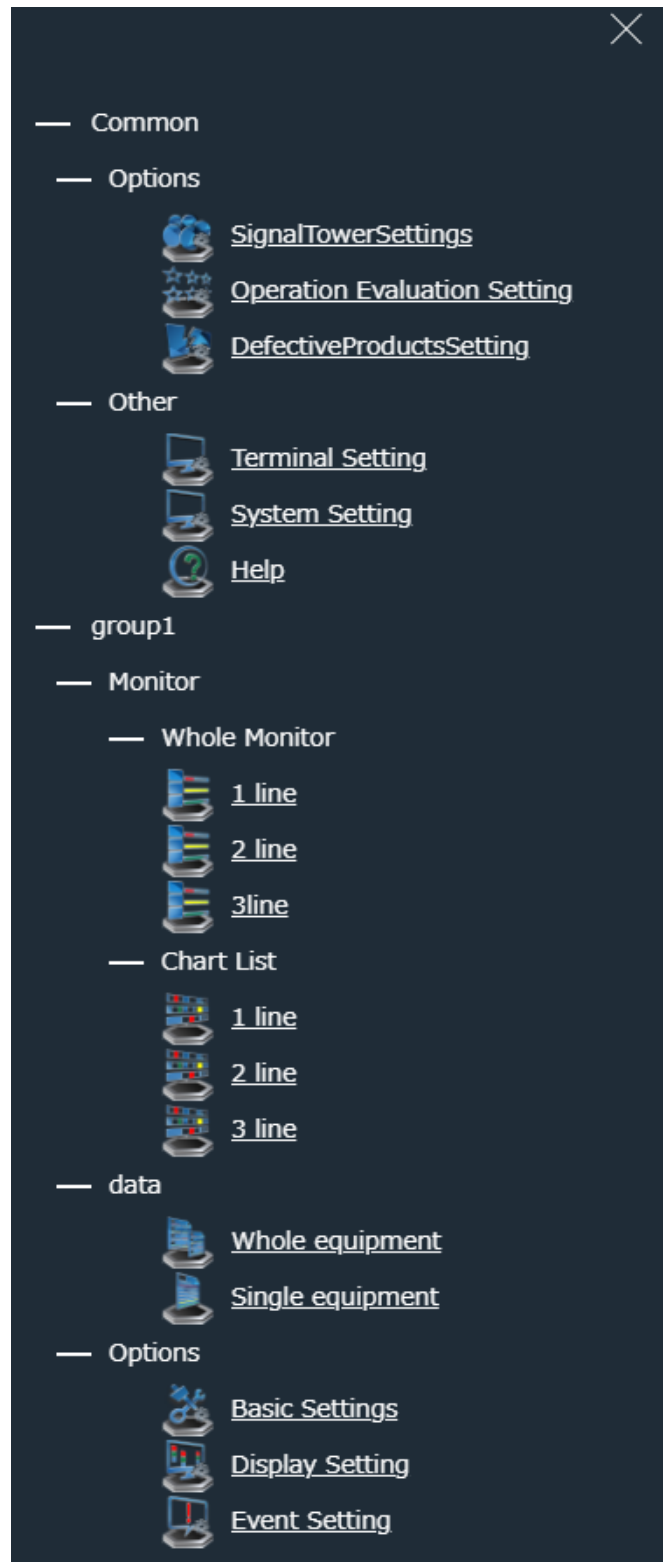 Common
Options
SignalTowerSettings
Operation Evaluation Setting
DefectiveProductsSetting
Other
Terminal Setting
System Setting
Help
group1
Monitor
Whole Monitor
1 line
2 line
3line
Chart List
1 line
2 line
3 line
data
Whole equipment
Single equipment
Options
Basic Settings
Display Setting
Event Setting